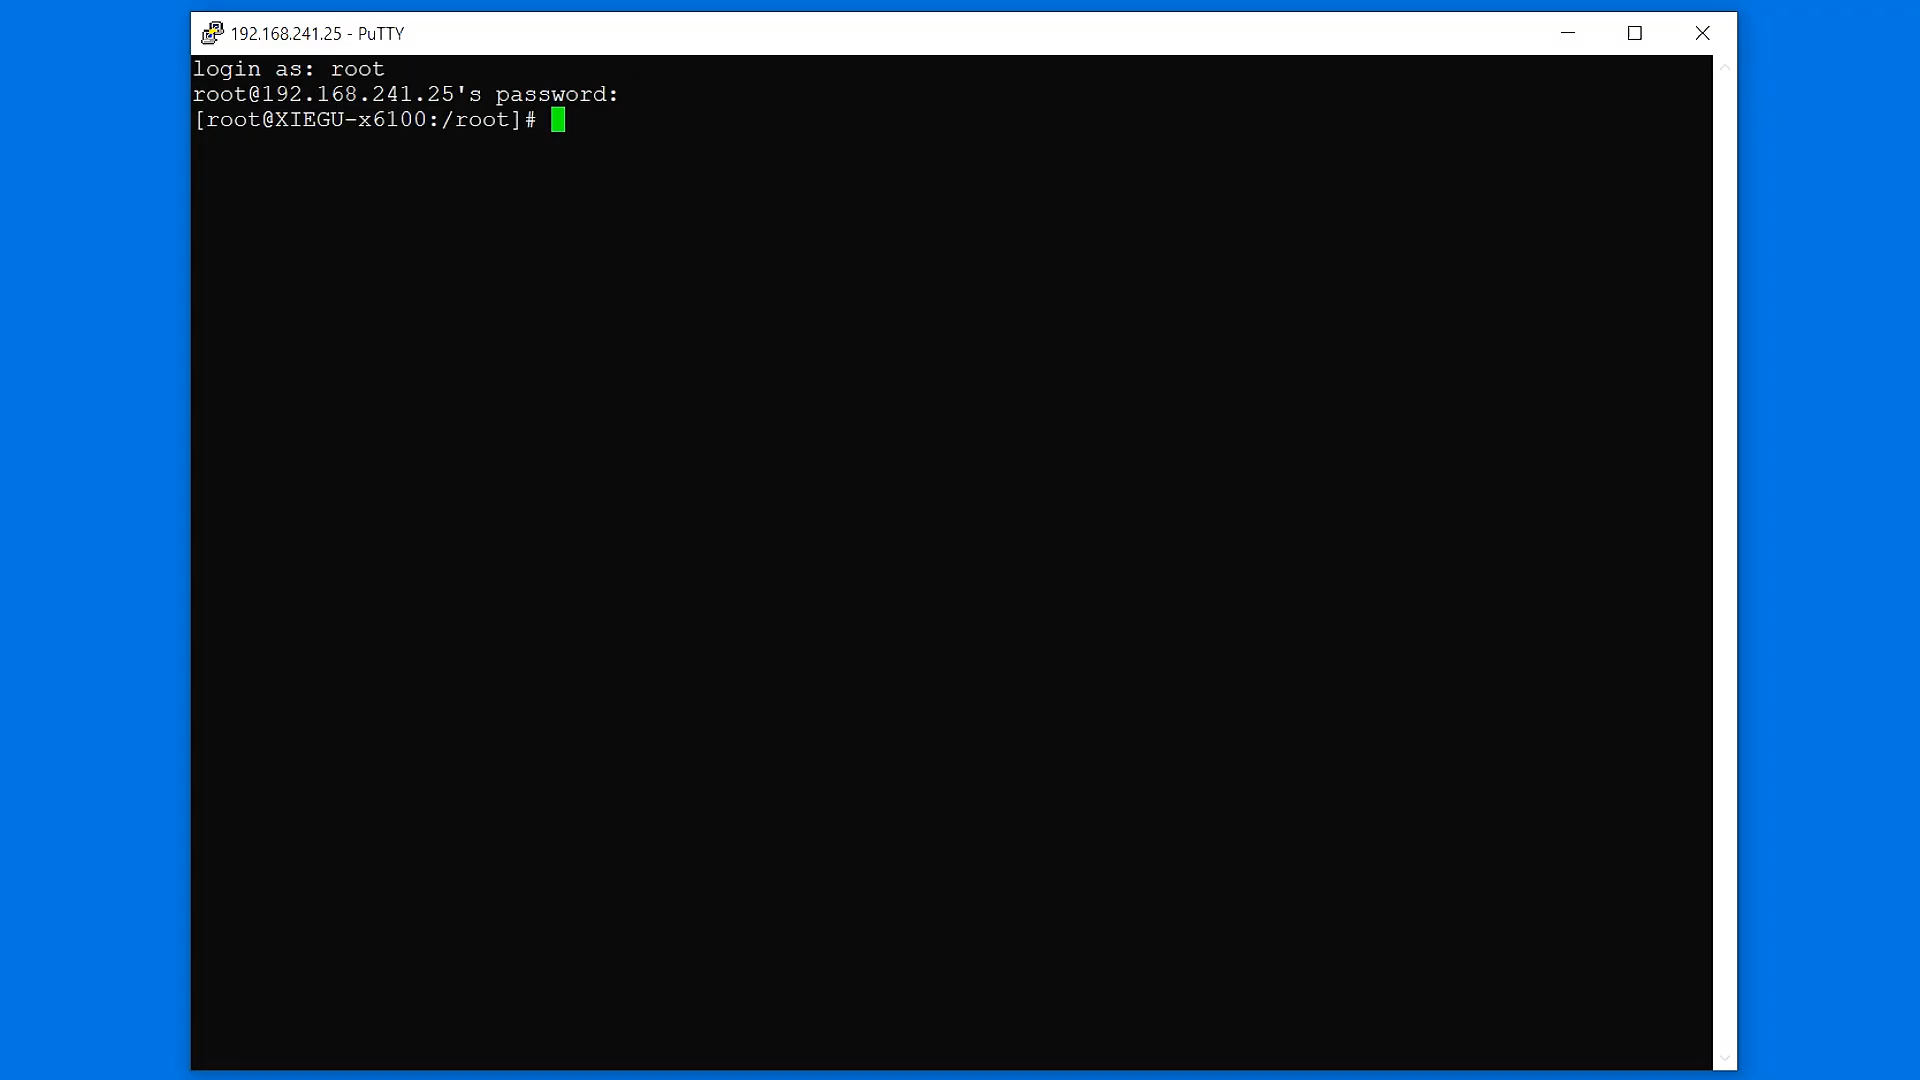 192.168.241.25 - PuTTY
login as: root
root@192.168.241.25's password:
[root@XIEGU-x6100:/root]#